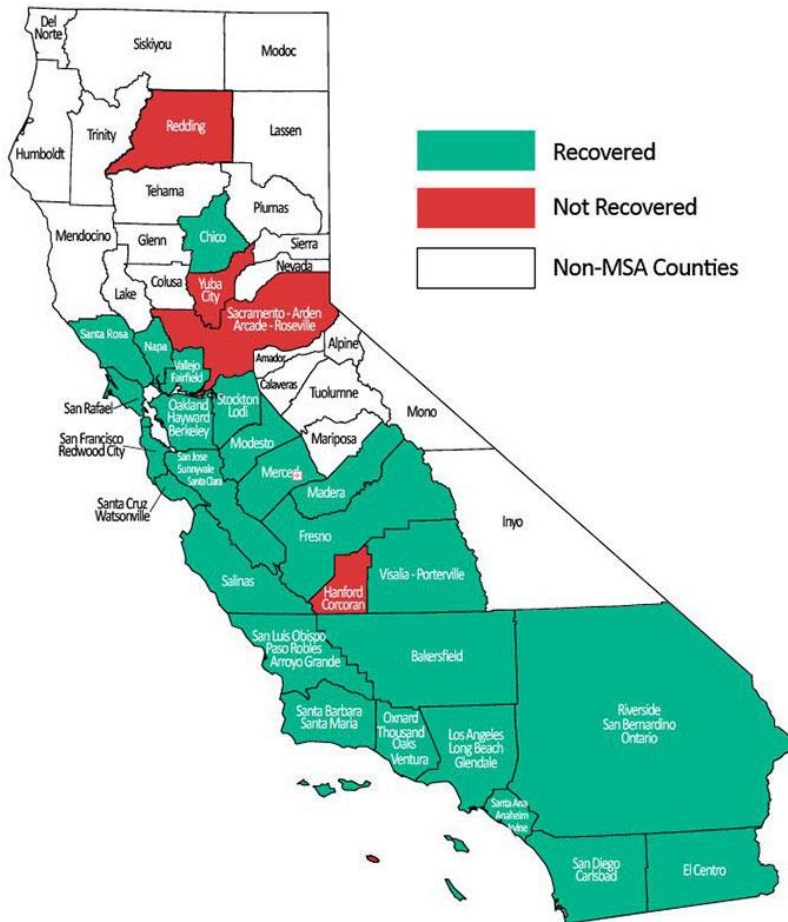 Del
Norte
Siskiyou
Modoc
Humboldt
Trinity
Redding
Lassen
Recovered
Not Recovered
Non-MSA Counties
Tehama
Plumas
Mendocino
Glenn
Chico
Sierra
Nevada
Colusa
Lake
Yuba
City
Sacramento - Arden
Arcade - Roseville
Santa Rosa
Napa
Vallejo
Fairfield
Amador
Alpine
Calaveras
Tuolumne
Mono
San Rafael
Oakland
Hayward
Berkeley
Stockton
Lodi
Mariposa
San Francisco
Redwood City
Modesto
San Jose
Sunnyvale
Santa Clara
Merced
Madera
Santa Cruz
Watsonville
Fresno
Inyo
Salinas
Hanford
Corcoran
Visalia - Porterville
San Luis Obispo
Paso Robles
Arroyo Grande
Bakersfield
Santa Barbara
Santa Maria
Oxnard
Thousand
Oaks
Ventura
Los Angeles
Long Beach
Glendale
Riverside
San Bernardino
Ontario
Santa Ana
Anaheim
Irvine
San Diego
Carlsbad
El Centro